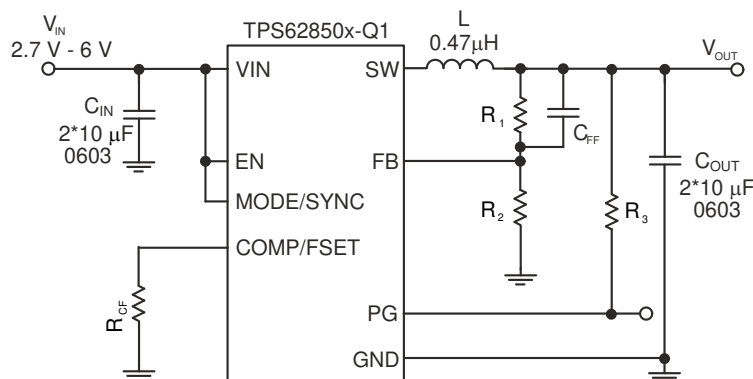 TPS62850x-Q1
V_IN
2.7 V - 6 V
VIN
SW
L
0.47μH
V_OUT
C_IN
2*10 μF
0603
R_1
C_FF
EN
FB
C_OUT
2*10 μF
0603
MODE/SYNC
R_2
R_3
COMP/FSET
R_CF
PG
GND